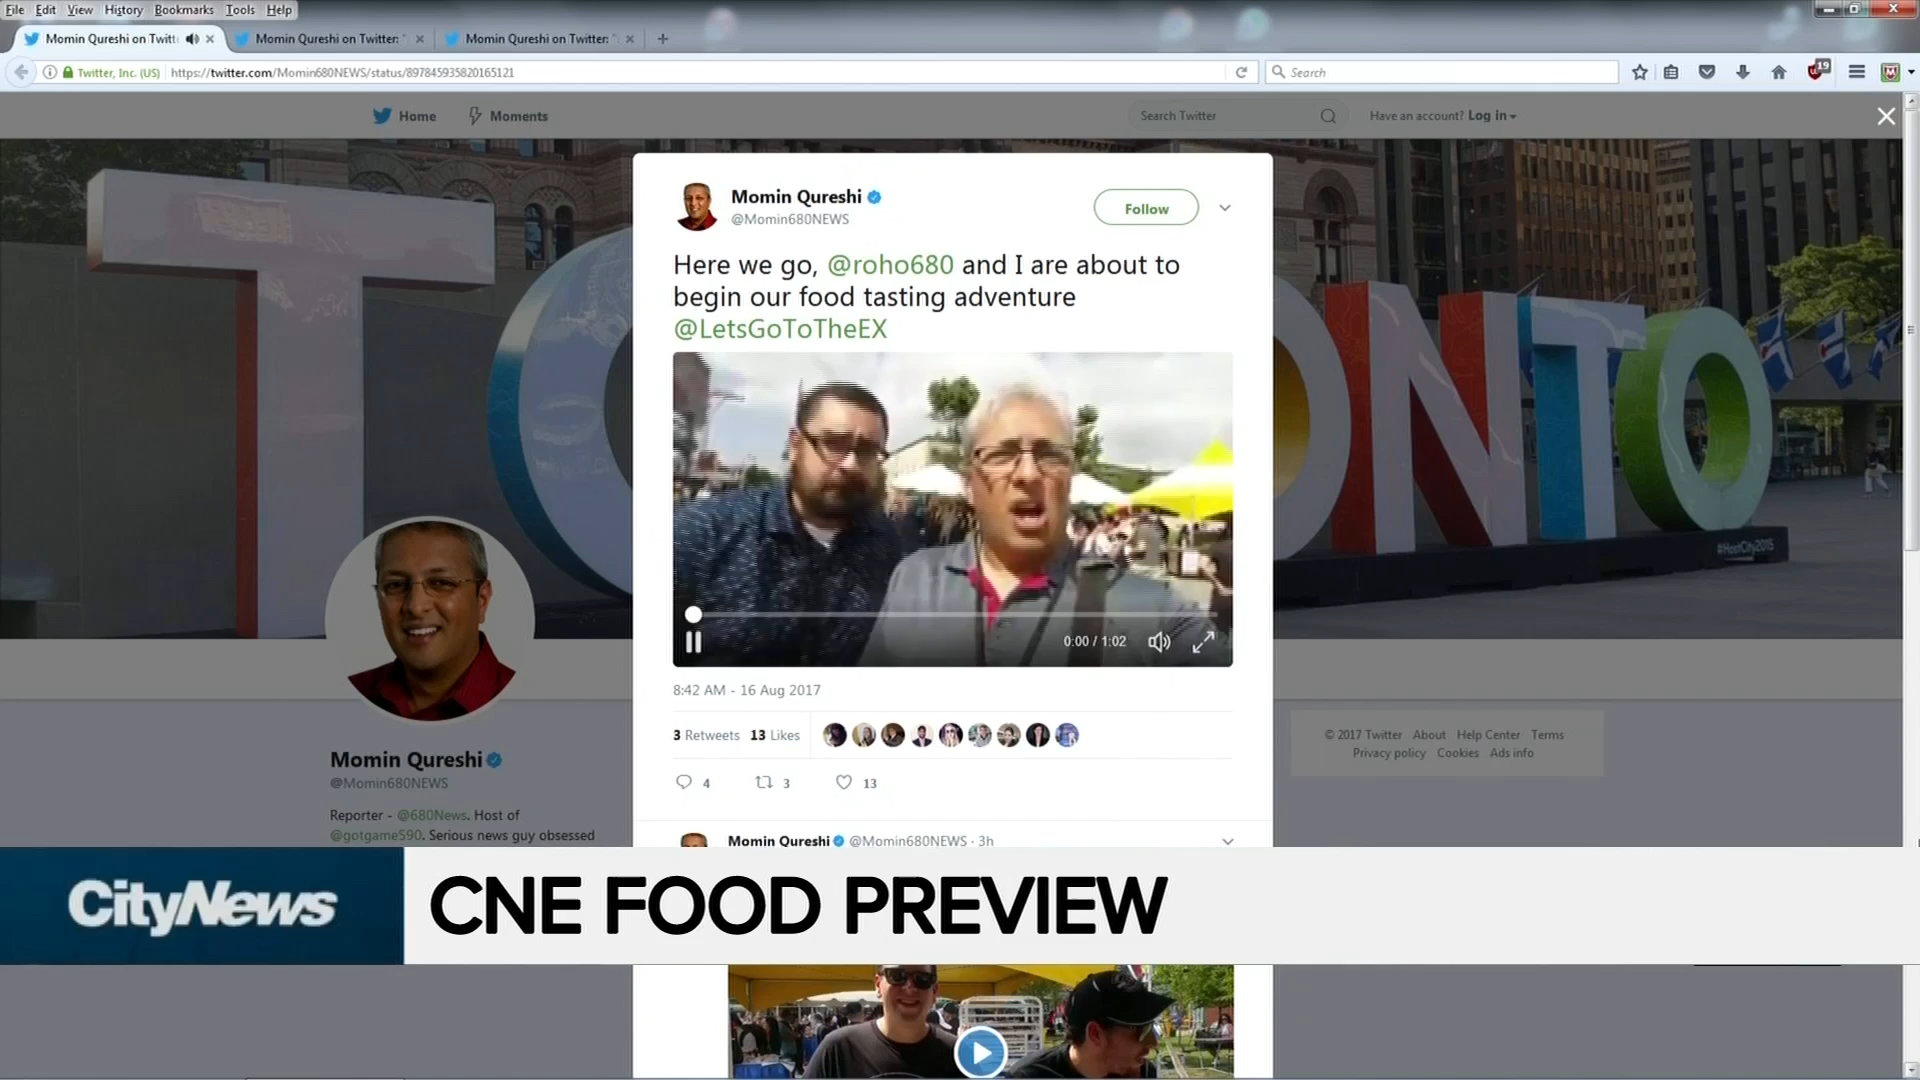 File Edit View History Bookmarks Tools Help
Momin Qureshi on Twitt
Momin Qureshi on Twitter: "
Momin Qureshi on Twitter: "
Twitter, Inc. (US) https://twitter.com/Momin680NEWS/status/897845935820165121
Search
19
Home Moments
Search Twitter
Have an account? Log in
TORONTO
#HostCity2015
Momin Qureshi
@Momin680NEWS
Follow
Here we go, @roho680 and I are about to
begin our food tasting adventure
@LetsGoToTheEX
0:00 / 1:02
8:42 AM - 16 Aug 2017
3 Retweets 13 Likes
4 3 13
Momin Qureshi
@Momin680NEWS
Reporter - @680News. Host of
@gotgame590. Serious news guy obsessed
© 2017 Twitter About Help Center Terms
Privacy policy Cookies Ads info
Momin Qureshi @Momin680NEWS · 3h
CityNews
CNE FOOD PREVIEW